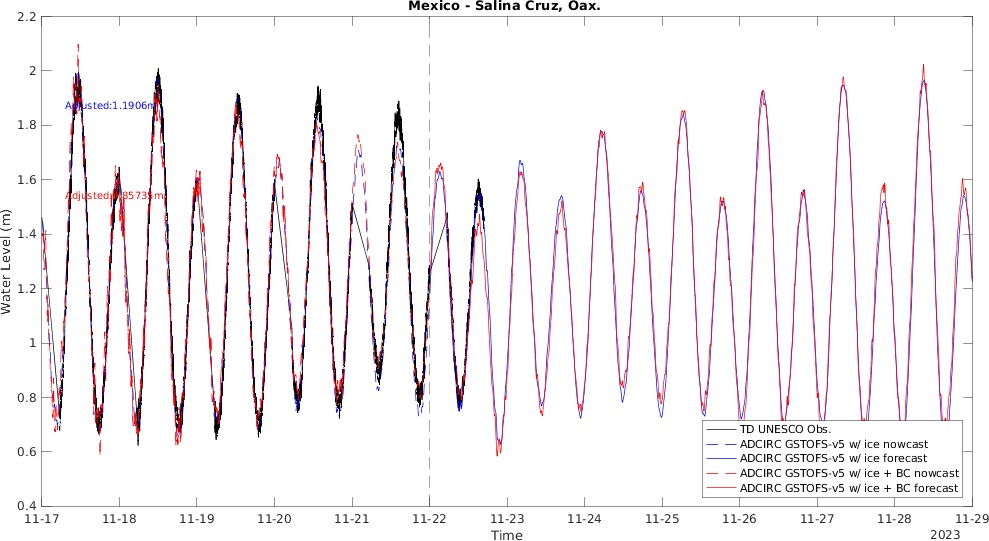 Mexico - Salina Cruz, Oax.
Water Level (m)
2.2
2
1.8
1.6
1.4
1.2
1
0.8
0.6
0.4
Adjusted:1.1906m
TD UNESCO Obs.
ADCIRC GSTOFS-v5 w/ ice nowcast
ADCIRC GSTOFS-v5 w/ ice forecast
ADCIRC GSTOFS-v5 w/ ice + BC nowcast
ADCIRC GSTOFS-v5 w/ ice + BC forecast
11-17
11-18
11-19
11-20
11-21
11-22
11-23
11-24
11-25
11-26
11-27
11-28
11-29
Time
2023